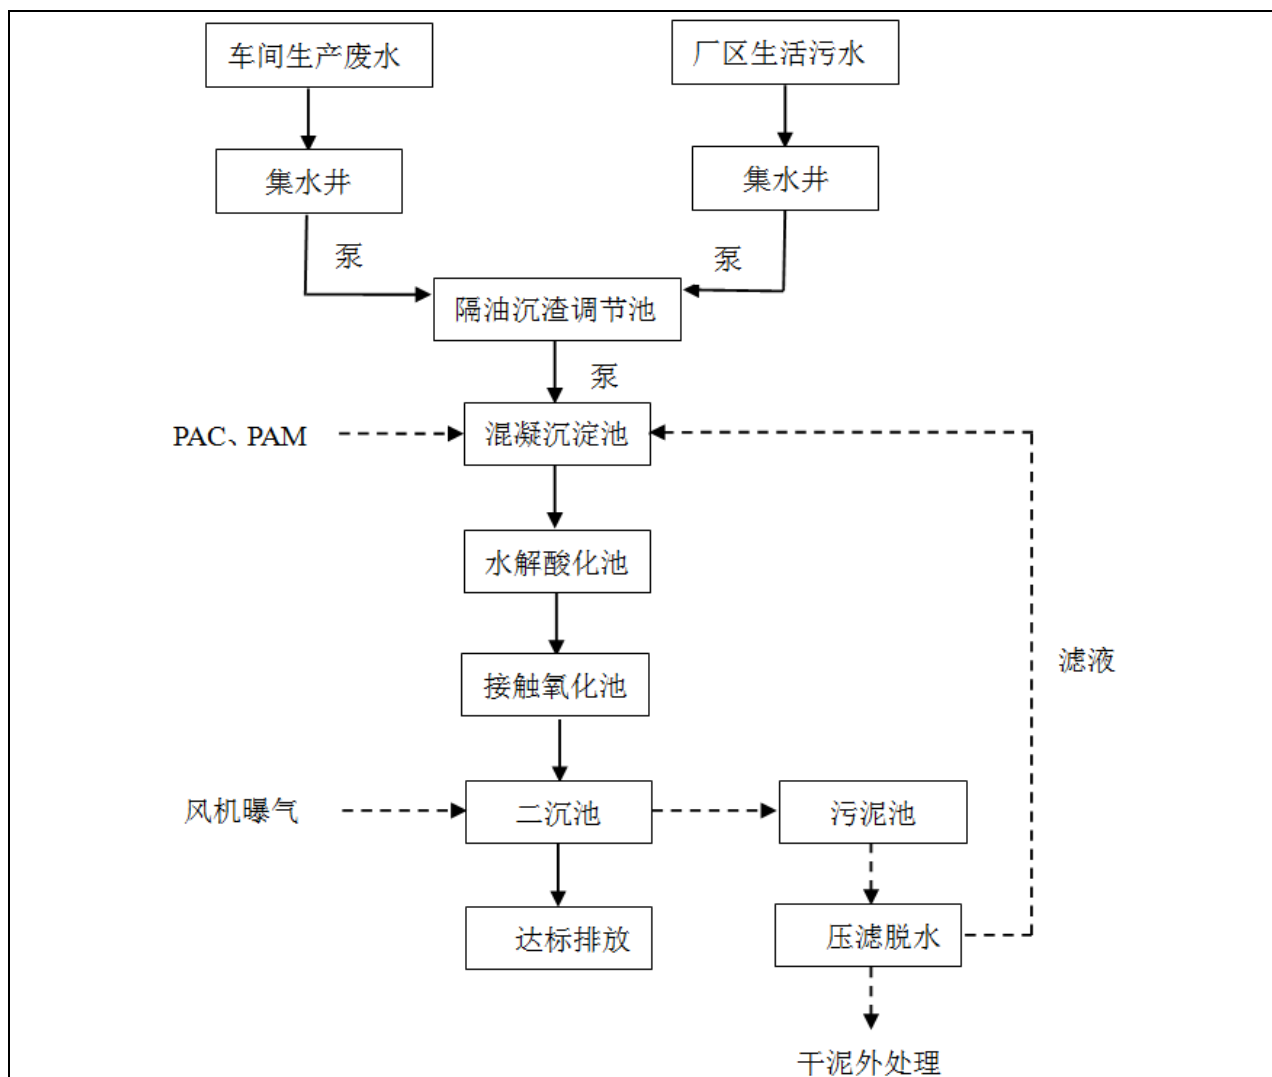 车间生产废水
厂区生活污水
集水井
集水井
泵
泵
隔油沉渣调节池
泵
PAC、PAM
混凝沉淀池
水解酸化池
滤液
接触氧化池
风机曝气
二沉池
污泥池
达标排放
压滤脱水
干泥外处理